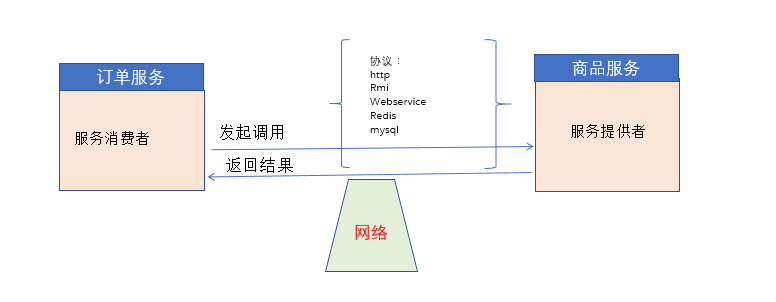 订单服务
服务消费者
发起调用
返回结果
协议：
http
Rmi
Webservice
Redis
mysql
网络
商品服务
服务提供者